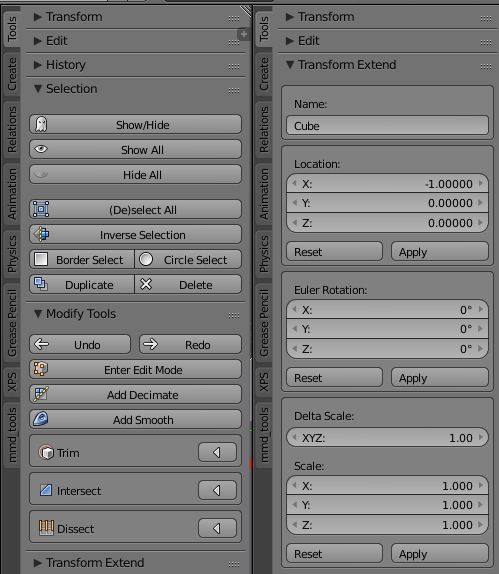 Tools
Create
Relations
Animation
Physics
Grease Pencil
XPS
mmd_tools
Transform
Edit
History
Selection
Show/Hide
Show All
Hide All
(De)select All
Inverse Selection
Border Select Circle Select
Duplicate Delete
Modify Tools
Undo Redo
Enter Edit Mode
Add Decimate
Add Smooth
Trim
Intersect
Dissect
Transform Extend
Tools
Create
Relations
Animation
Physics
Grease Pencil
XPS
mmd_tools
Transform
Edit
Transform Extend
Name:
Cube
Location:
X: -1.00000
Y: 0.00000
Z: 0.00000
Reset Apply
Euler Rotation:
X: 0°
Y: 0°
Z: 0°
Reset Apply
Delta Scale:
XYZ: 1.00
Scale:
X: 1.000
Y: 1.000
Z: 1.000
Reset Apply